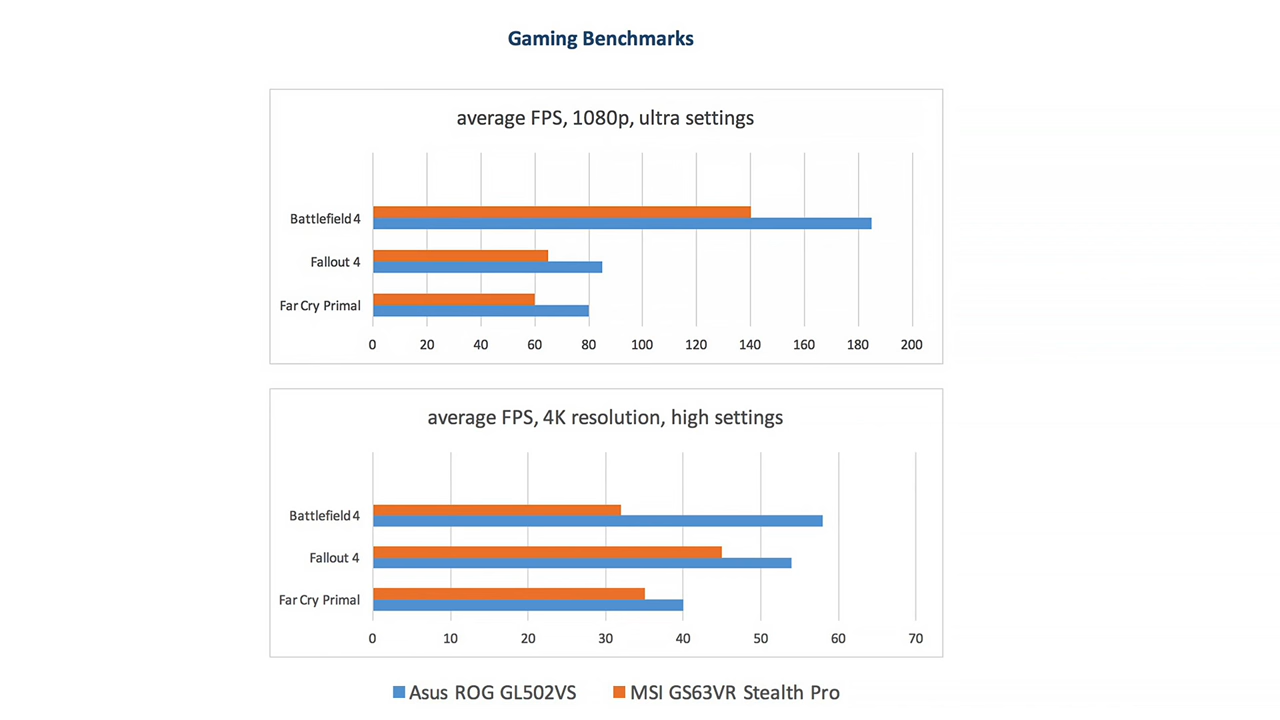 Gaming Benchmarks
average FPS, 1080p, ultra settings
Battlefield 4
Fallout 4
Far Cry Primal
0 20 40 60 80 100 120 140 160 180 200
average FPS, 4K resolution, high settings
Battlefield 4
Fallout 4
Far Cry Primal
0 10 20 30 40 50 60 70
Asus ROG GL502VS MSI GS63VR Stealth Pro